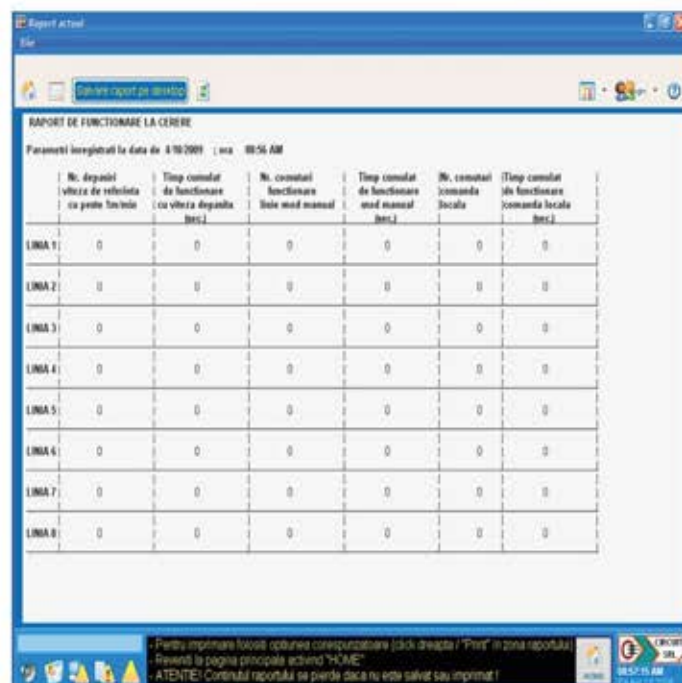 Raport actual
File
Salvare raport pe desktop
RAPORT DE FUNCTIONARE LA CERERE
Parametri inregistrati la data de 4/10/2009 ; ora 08:56 AM
Nr. depasiri viteza de referinta cu peste 1m/min
Timp cumulat de functionare cu viteza depasita (sec.)
Nr. comutari functionare linie mod manual
Timp cumulat de functionare mod manual (sec.)
Nr. comutari comanda locala
Timp cumulat de functionare comanda locala (sec.)
LINIA 1 0 0 0 0 0 0
LINIA 2 0 0 0 0 0 0
LINIA 3 0 0 0 0 0 0
LINIA 4 0 0 0 0 0 0
LINIA 5 0 0 0 0 0 0
LINIA 6 0 0 0 0 0 0
LINIA 7 0 0 0 0 0 0
LINIA 8 0 0 0 0 0 0
- Pentru imprimare folositi optiunea corespunzatoare (click dreapta / "Print" in zona raportului)
- Reveniti la pagina principala activind "HOME"
- ATENTIE! Continutul raportului se pierde daca nu este salvat sau imprimat !
HOME
CIRCUIT
SRL
08:57:15 AM